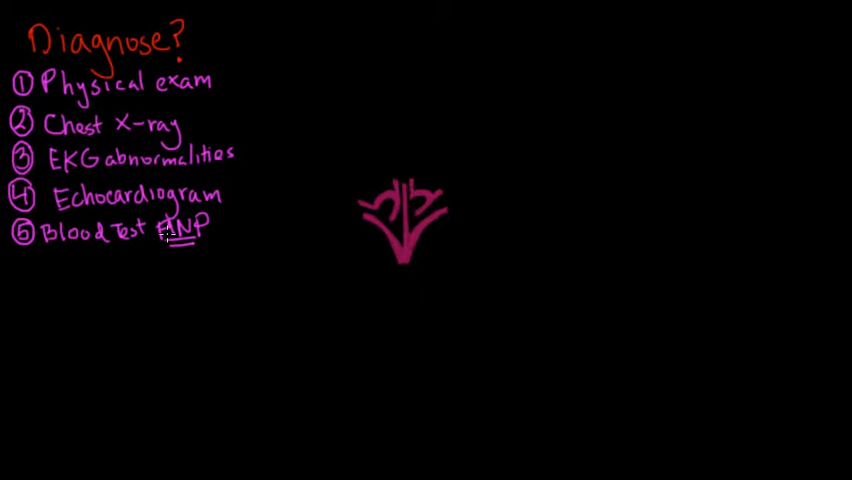 Diagnose?
① Physical exam
② Chest X-ray
③ EKG abnormalities
④ Echocardiogram
⑤ Blood Test